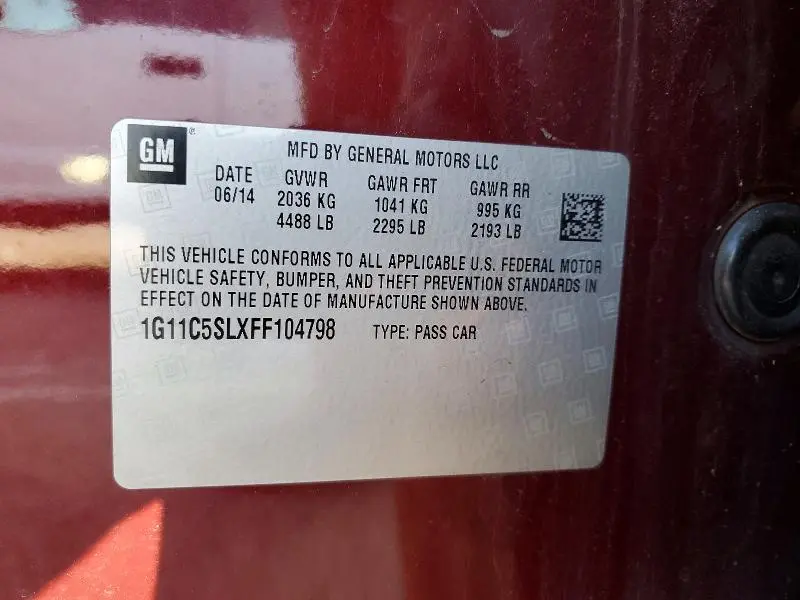 GM ®
MFD BY GENERAL MOTORS LLC
DATE GVWR GAWR FRT GAWR RR
06/14 2036 KG 1041 KG 995 KG
4488 LB 2295 LB 2193 LB
THIS VEHICLE CONFORMS TO ALL APPLICABLE U.S. FEDERAL MOTOR
VEHICLE SAFETY, BUMPER, AND THEFT PREVENTION STANDARDS IN
EFFECT ON THE DATE OF MANUFACTURE SHOWN ABOVE.
1G11C5SLXFF104798 TYPE: PASS CAR